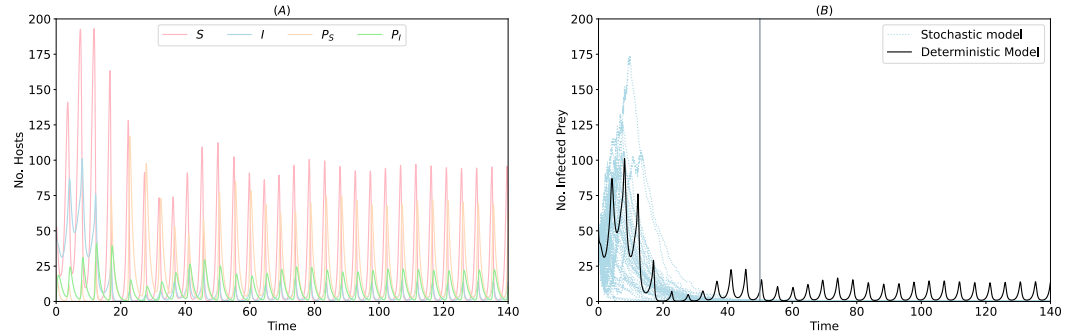 (A)
S I P_S P_I
No. Hosts
200
175
150
125
100
75
50
25
0
0 20 40 60 80 100 120 140
Time
(B)
Stochastic model
Deterministic Model
No. Infected Prey
200
175
150
125
100
75
50
25
0
0 20 40 60 80 100 120 140
Time